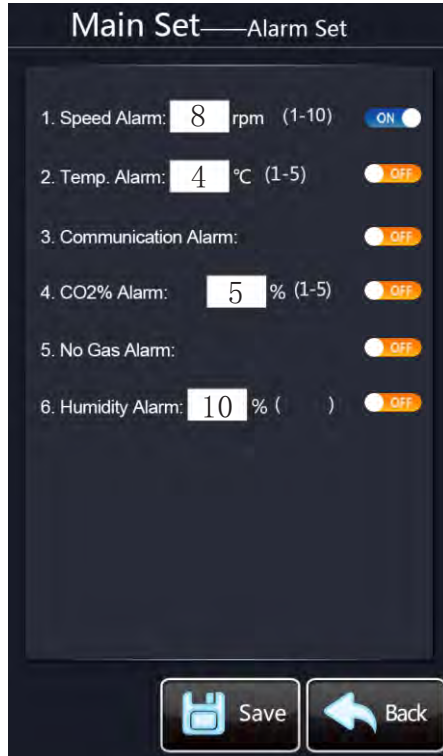 Main Set——Alarm Set
1. Speed Alarm: 8 rpm (1-10) ON
2. Temp. Alarm: 4 ℃ (1-5) OFF
3. Communication Alarm: OFF
4. CO2% Alarm: 5 % (1-5) OFF
5. No Gas Alarm: OFF
6. Humidity Alarm: 10 % ( ) OFF
Save Back